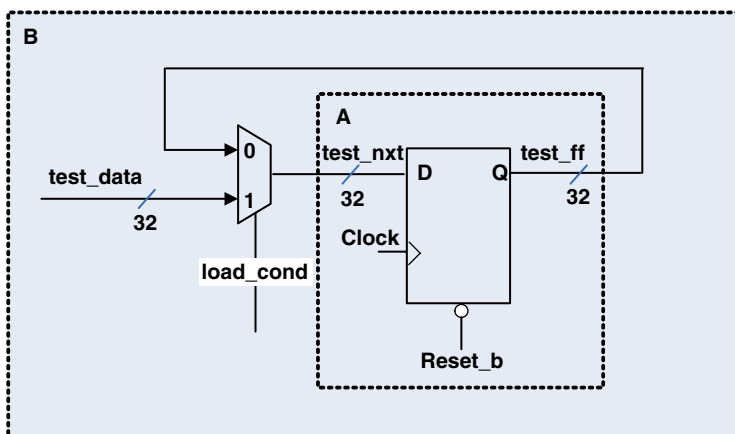 B
A
0
test_nxt
test_ff
test_data
D
Q
1
32
32
32
Clock
load_cond
Reset_b